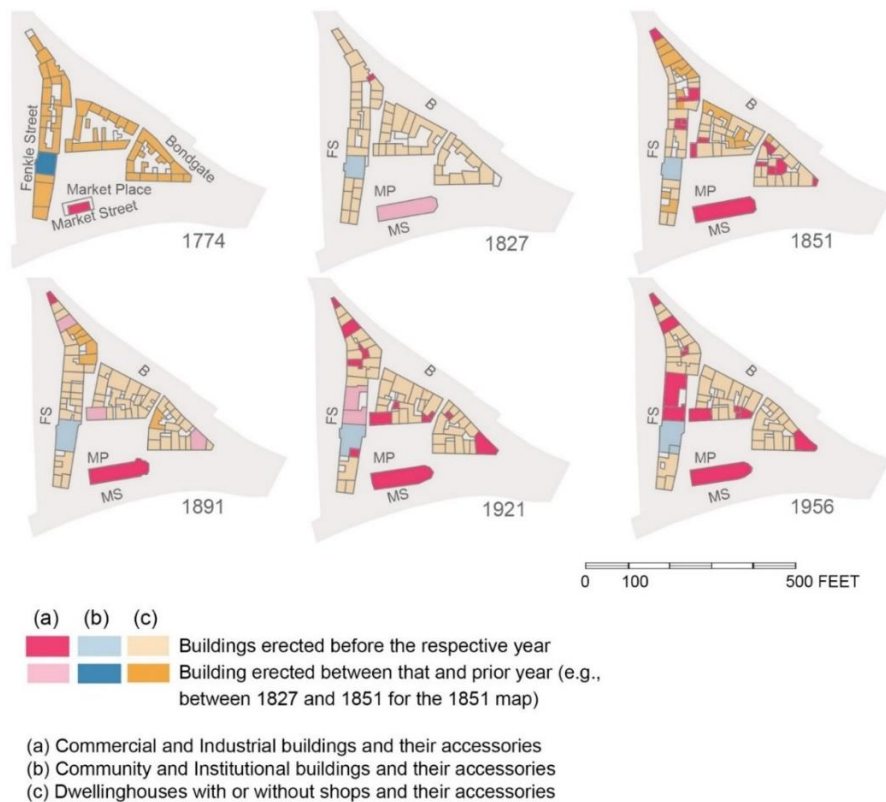 Fenkle Street
Bondgate
Market Place
Market Street
1774
B
FS
MP
MS
1827
B
FS
MP
MS
1851
B
FS
MP
MS
1891
B
FS
MP
MS
1921
B
FS
MP
MS
1956
0 100 500 FEET
(a) (b) (c)
Buildings erected before the respective year
Building erected between that and prior year (e.g.,
between 1827 and 1851 for the 1851 map)
(a) Commercial and Industrial buildings and their accessories
(b) Community and Institutional buildings and their accessories
(c) Dwellinghouses with or without shops and their accessories